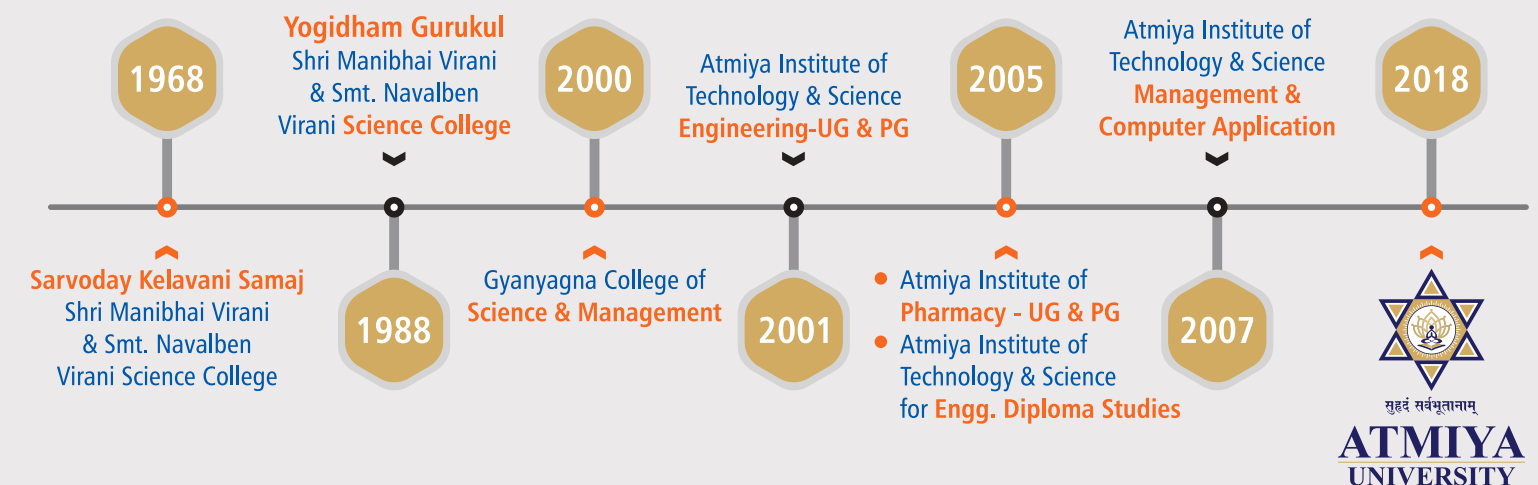 1968
Sarvoday Kelavani Samaj
Shri Manibhai Virani
& Smt. Navalben
Virani Science College
Yogidham Gurukul
Shri Manibhai Virani
& Smt. Navalben
Virani Science College
1988
2000
Gyanyagna College of
Science & Management
Atmiya Institute of
Technology & Science
Engineering-UG & PG
2001
2005
Atmiya Institute of
Pharmacy - UG & PG
Atmiya Institute of
Technology & Science
for Engg. Diploma Studies
Atmiya Institute of
Technology & Science
Management &
Computer Application
2007
2018
सुहृदं सर्वभूतानाम्
ATMIYA
UNIVERSITY